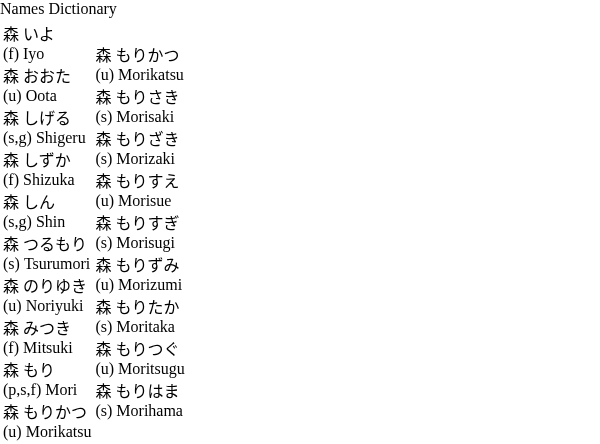 Names Dictionary
森 いよ
(f) Iyo
森 おおた
(u) Oota
森 しげる
(s,g) Shigeru
森 しずか
(f) Shizuka
森 しん
(s,g) Shin
森 つるもり
(s) Tsurumori
森 のりゆき
(u) Noriyuki
森 みつき
(f) Mitsuki
森 もり
(p,s,f) Mori
森 もりかつ
(u) Morikatsu
森 もりかつ
(u) Morikatsu
森 もりさき
(s) Morisaki
森 もりざき
(s) Morizaki
森 もりすえ
(u) Morisue
森 もりすぎ
(s) Morisugi
森 もりずみ
(u) Morizumi
森 もりたか
(s) Moritaka
森 もりつぐ
(u) Moritsugu
森 もりはま
(s) Morihama